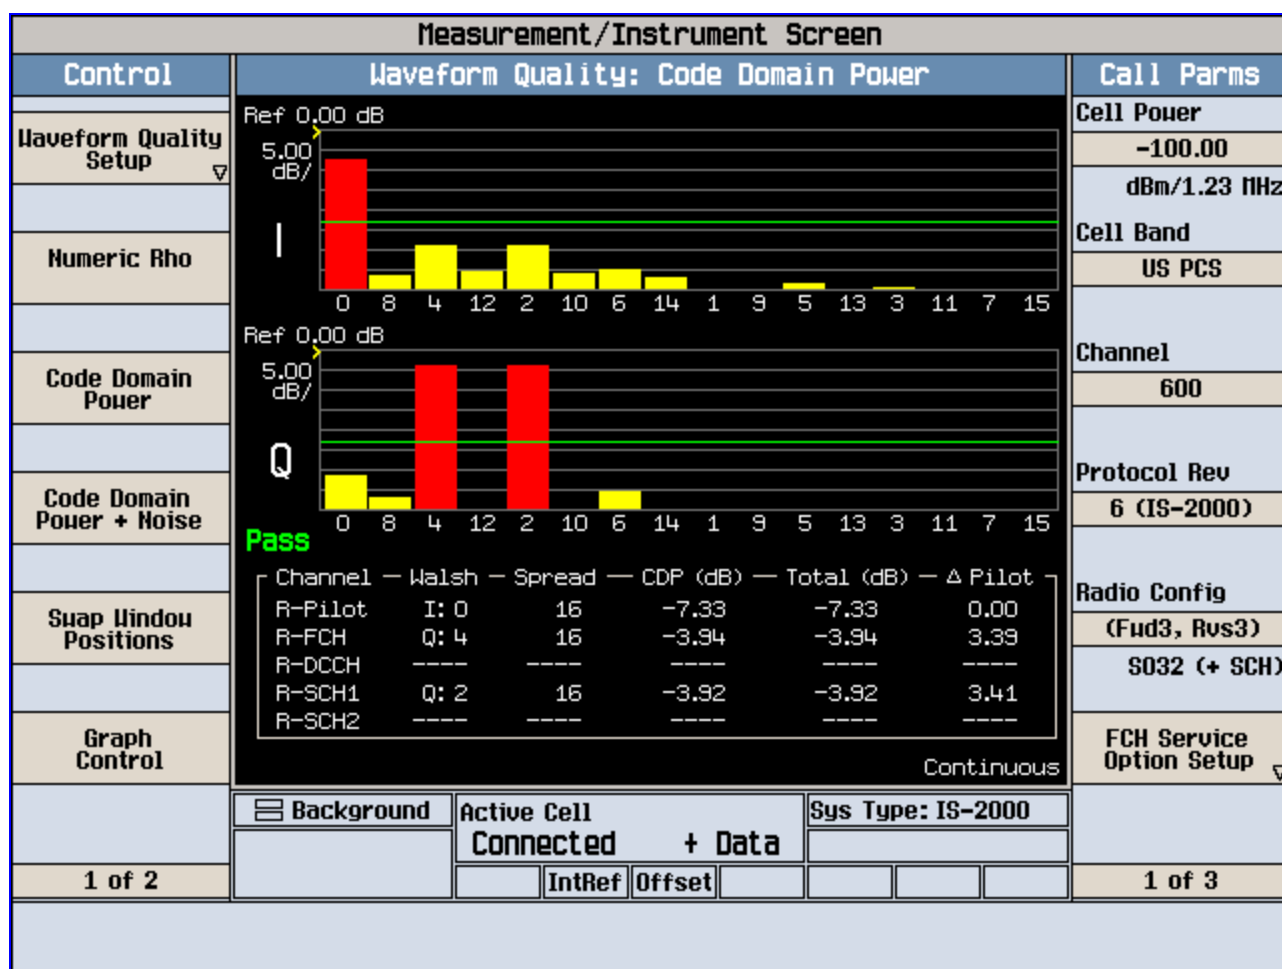 Measurement/Instrument Screen
Control
Waveform Quality Setup
Numeric Rho
Code Domain Power
Code Domain Power + Noise
Swap Window Positions
Graph Control
1 of 2
Waveform Quality: Code Domain Power
Ref 0.00 dB
5.00 dB/
I
0 8 4 12 2 10 6 14 1 9 5 13 3 11 7 15
Ref 0.00 dB
5.00 dB/
Q
0 8 4 12 2 10 6 14 1 9 5 13 3 11 7 15
Pass
Channel Walsh Spread CDP (dB) Total (dB) Δ Pilot
R-Pilot I: 0 16 -7.33 -7.33 0.00
R-FCH Q: 4 16 -3.94 -3.94 3.39
R-DCCH ---- ---- ---- ---- ----
R-SCH1 Q: 2 16 -3.92 -3.92 3.41
R-SCH2 ---- ---- ---- ---- ----
Continuous
Background
Active Cell
Connected + Data
Sys Type: IS-2000
IntRef Offset
Call Parms
Cell Power
-100.00
dBm/1.23 MHz
Cell Band
US PCS
Channel
600
Protocol Rev
6 (IS-2000)
Radio Config
(Fwd3, Rvs3)
SO32 (+ SCH)
FCH Service Option Setup
1 of 3